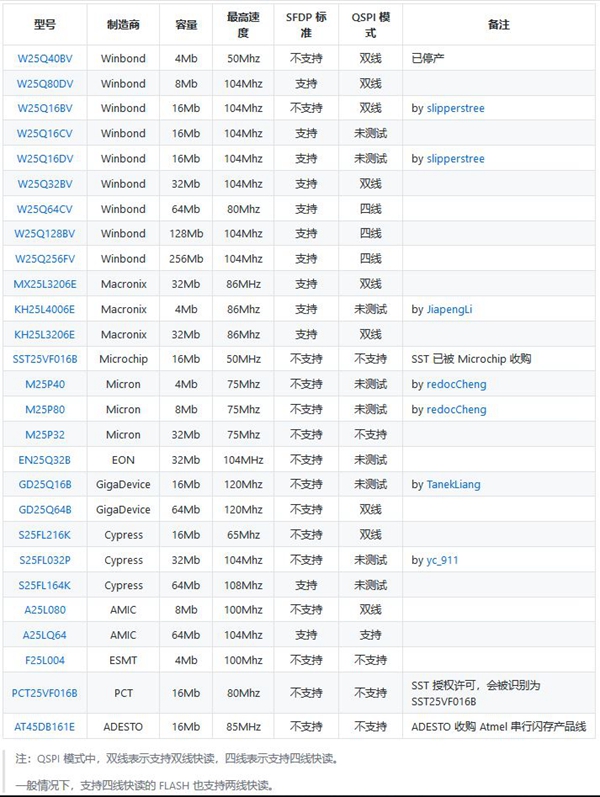 型号 制造商 容量 最高速度 SFDP 标准 QSPI 模式 备注
W25Q40BV Winbond 4Mb 50Mhz 不支持 双线 已停产
W25Q80DV Winbond 8Mb 104Mhz 支持 双线
W25Q16BV Winbond 16Mb 104Mhz 不支持 双线 by slipperstree
W25Q16CV Winbond 16Mb 104Mhz 支持 未测试
W25Q16DV Winbond 16Mb 104Mhz 支持 未测试 by slipperstree
W25Q32BV Winbond 32Mb 104Mhz 支持 双线
W25Q64CV Winbond 64Mb 80Mhz 支持 四线
W25Q128BV Winbond 128Mb 104Mhz 支持 四线
W25Q256FV Winbond 256Mb 104Mhz 支持 四线
MX25L3206E Macronix 32Mb 86MHz 支持 双线
KH25L4006E Macronix 4Mb 86Mhz 支持 未测试 by JiapengLi
KH25L3206E Macronix 32Mb 86Mhz 支持 双线
SST25VF016B Microchip 16Mb 50MHz 不支持 不支持 SST 已被 Microchip 收购
M25P40 Micron 4Mb 75Mhz 不支持 未测试 by redocCheng
M25P80 Micron 8Mb 75Mhz 不支持 未测试 by redocCheng
M25P32 Micron 32Mb 75Mhz 不支持 不支持
EN25Q32B EON 32Mb 104MHz 不支持 未测试
GD25Q16B GigaDevice 16Mb 120Mhz 不支持 未测试 by TanekLiang
GD25Q64B GigaDevice 64Mb 120Mhz 不支持 双线
S25FL216K Cypress 16Mb 65Mhz 不支持 双线
S25FL032P Cypress 32Mb 104Mhz 不支持 未测试 by yc_911
S25FL164K Cypress 64Mb 108Mhz 支持 未测试
A25L080 AMIC 8Mb 100Mhz 不支持 双线
A25LQ64 AMIC 64Mb 104Mhz 支持 支持
F25L004 ESMT 4Mb 100Mhz 不支持 不支持
PCT25VF016B PCT 16Mb 80Mhz 不支持 不支持 SST 授权许可，会被识别为
SST25VF016B
AT45DB161E ADESTO 16Mb 85MHz 不支持 不支持 ADESTO 收购 Atmel 串行闪存产品线
注：QSPI 模式中，双线表示支持双线快读，四线表示支持四线快读。
一般情况下，支持四线快读的 FLASH 也支持两线快读。